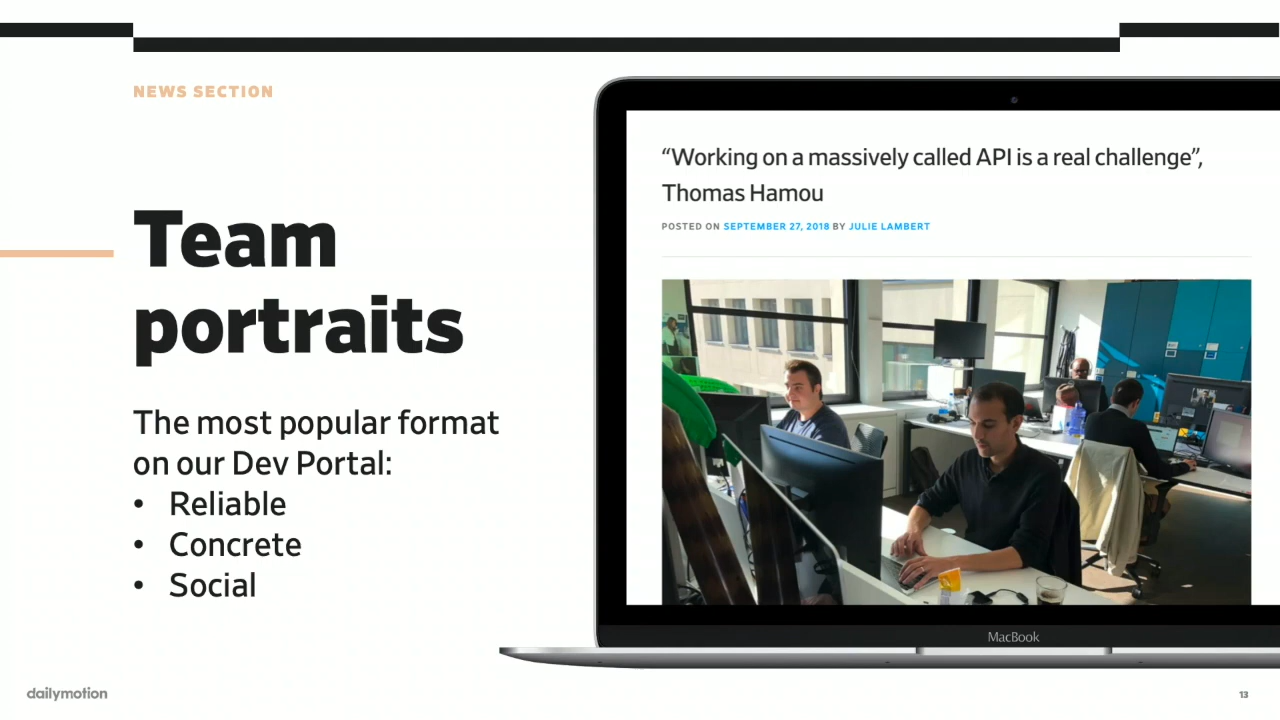 NEWS SECTION
Team
portraits
The most popular format
on our Dev Portal:
• Reliable
• Concrete
• Social
“Working on a massively called API is a real challenge”,
Thomas Hamou
POSTED ON SEPTEMBER 27, 2018 BY JULIE LAMBERT
MacBook
dailymotion
13